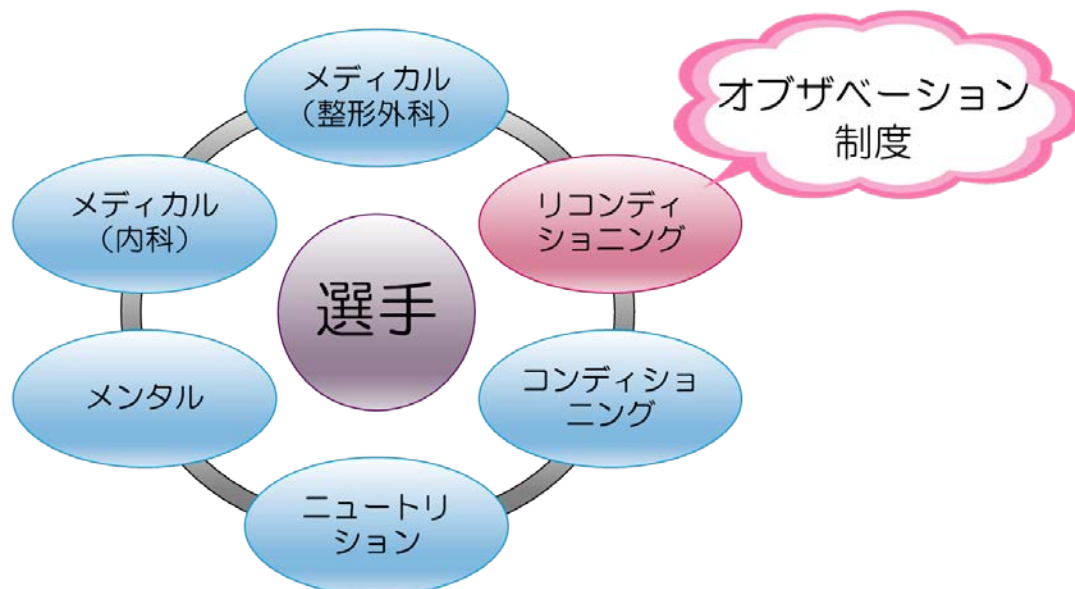 メディカル
（整形外科）
オブザベーション
制度
リコンディ
ショニング
メディカル
（内科）
選手
コンディショ
ニング
メンタル
ニュートリ
ション